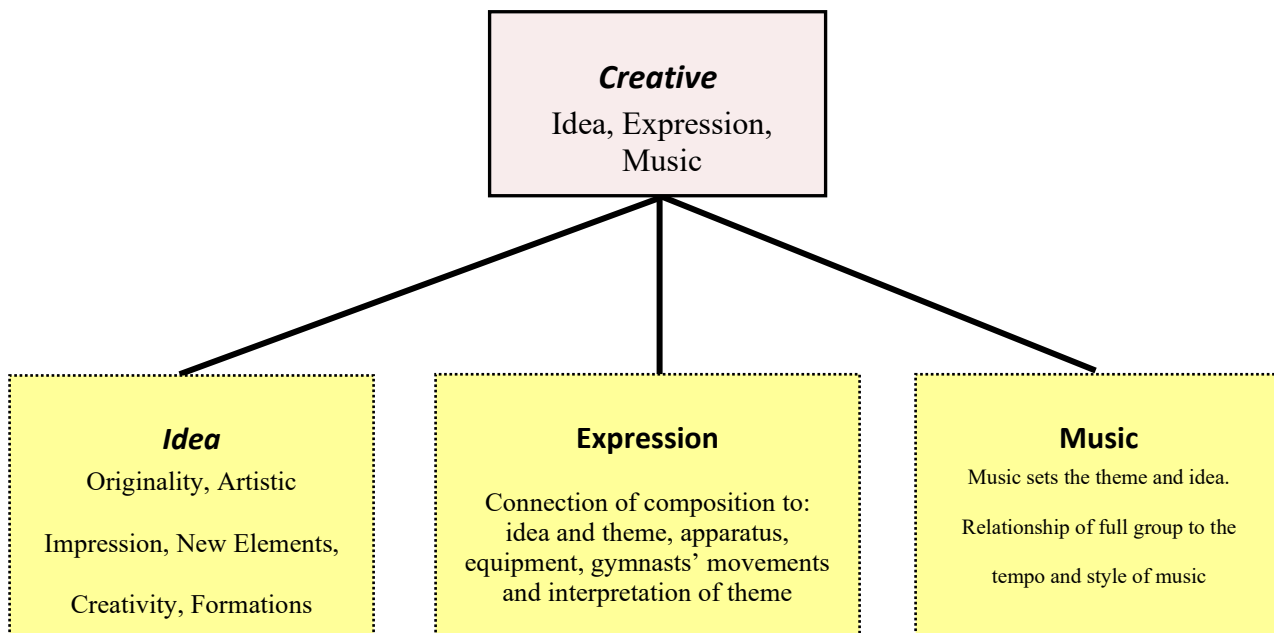 Creative
Idea, Expression,
Music
Idea
Originality, Artistic
Impression, New Elements,
Creativity, Formations
Expression
Connection of composition to:
idea and theme, apparatus,
equipment, gymnasts’ movements
and interpretation of theme
Music
Music sets the theme and idea.
Relationship of full group to the
tempo and style of music